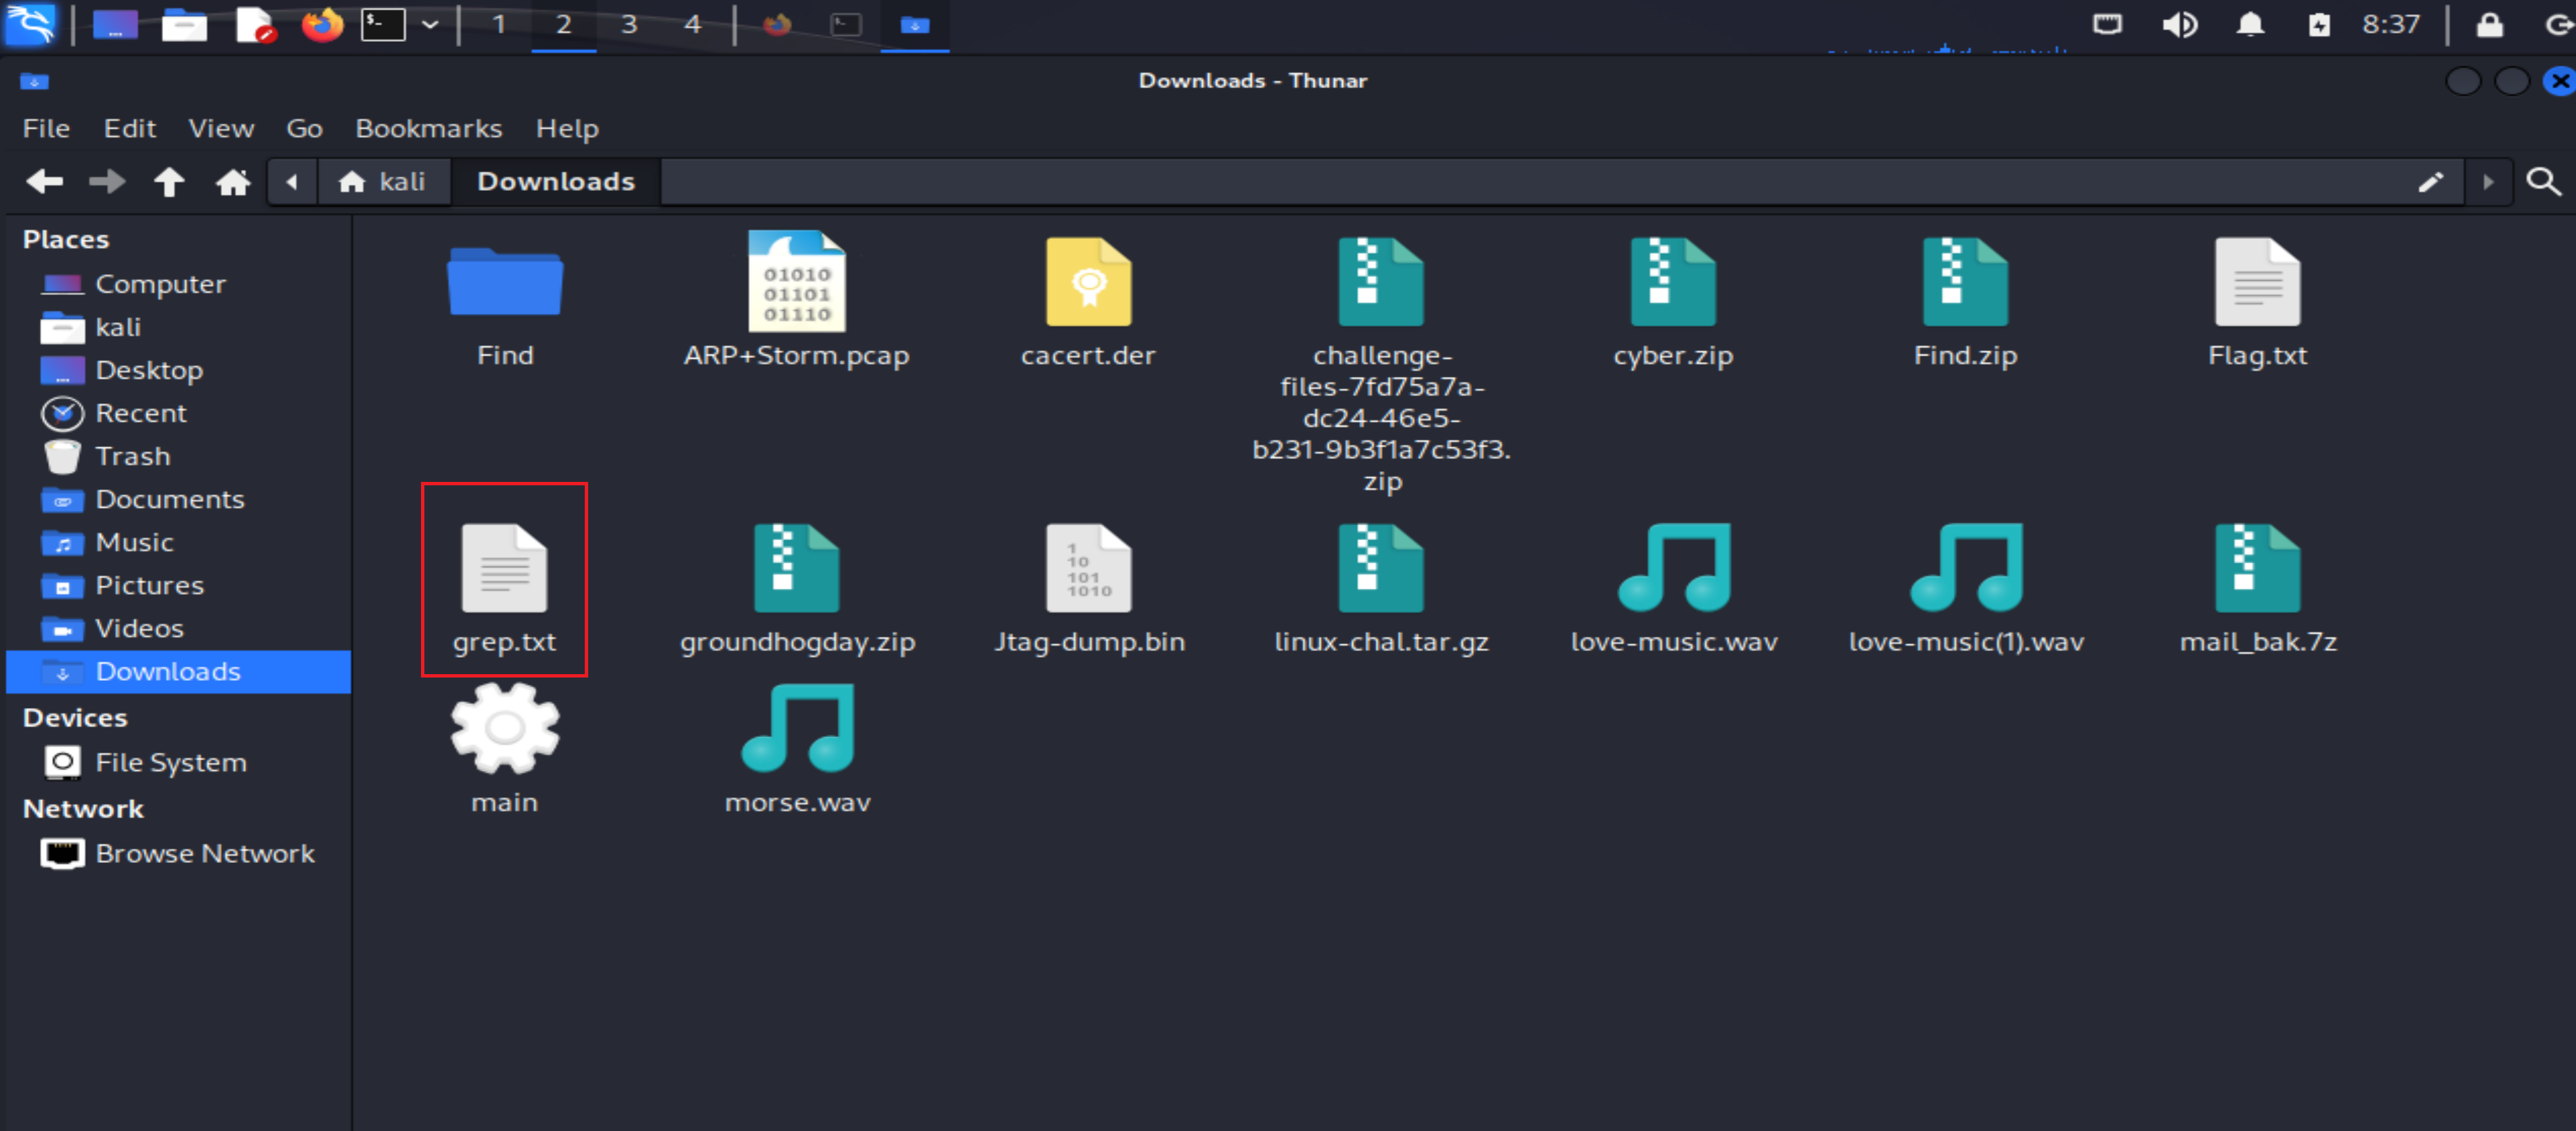 1 2 3 4 8:37
Downloads - Thunar
File Edit View Go Bookmarks Help
kali Downloads
Places
Computer
kali
Desktop
Recent
Trash
Documents
Music
Pictures
Videos
Downloads
Devices
File System
Network
Browse Network
01010
01101
01110
Find ARP+Storm.pcap cacert.der challenge- cyber.zip Find.zip Flag.txt
files-7fd75a7a-
dc24-46e5-
b231-9b3f1a7c53f3.
zip
1
10
101
1010
grep.txt groundhogday.zip Jtag-dump.bin linux-chal.tar.gz love-music.wav love-music(1).wav mail_bak.7z
main morse.wav